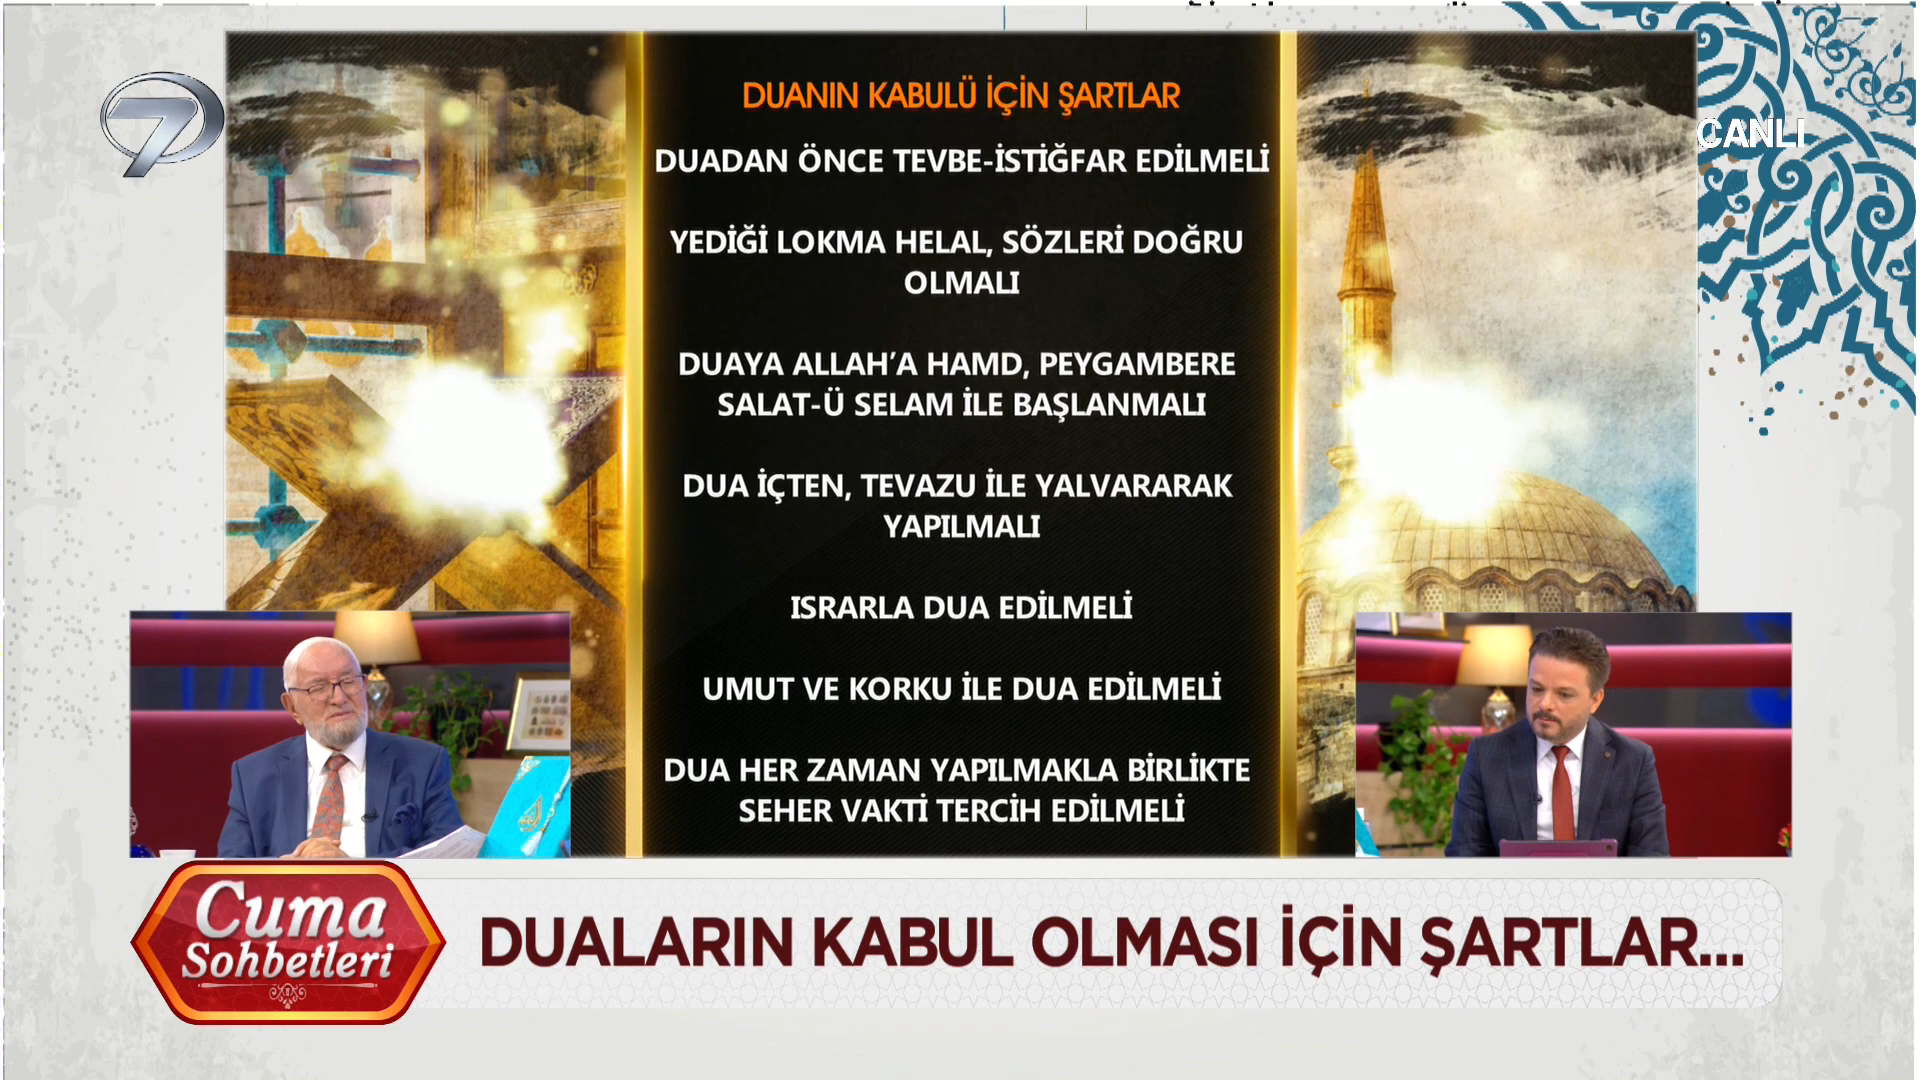 7
CANLI
DUANIN KABULÜ İÇİN ŞARTLAR
DUADAN ÖNCE TEVBE-İSTİĞFAR EDİLMELİ
YEDİĞİ LOKMA HELAL, SÖZLERİ DOĞRU
OLMALI
DUAYA ALLAH'A HAMD, PEYGAMBERE
SALAT-Ü SELAM İLE BAŞLANMALI
DUA İÇTEN, TEVAZU İLE YALVARARAK
YAPILMALI
ISRARLA DUA EDİLMELİ
UMUT VE KORKU İLE DUA EDİLMELİ
DUA HER ZAMAN YAPILMAKLA BİRLİKTE
SEHER VAKTİ TERCİH EDİLMELİ
Cuma
Sohbetleri
DUALARIN KABUL OLMASI İÇİN ŞARTLAR...